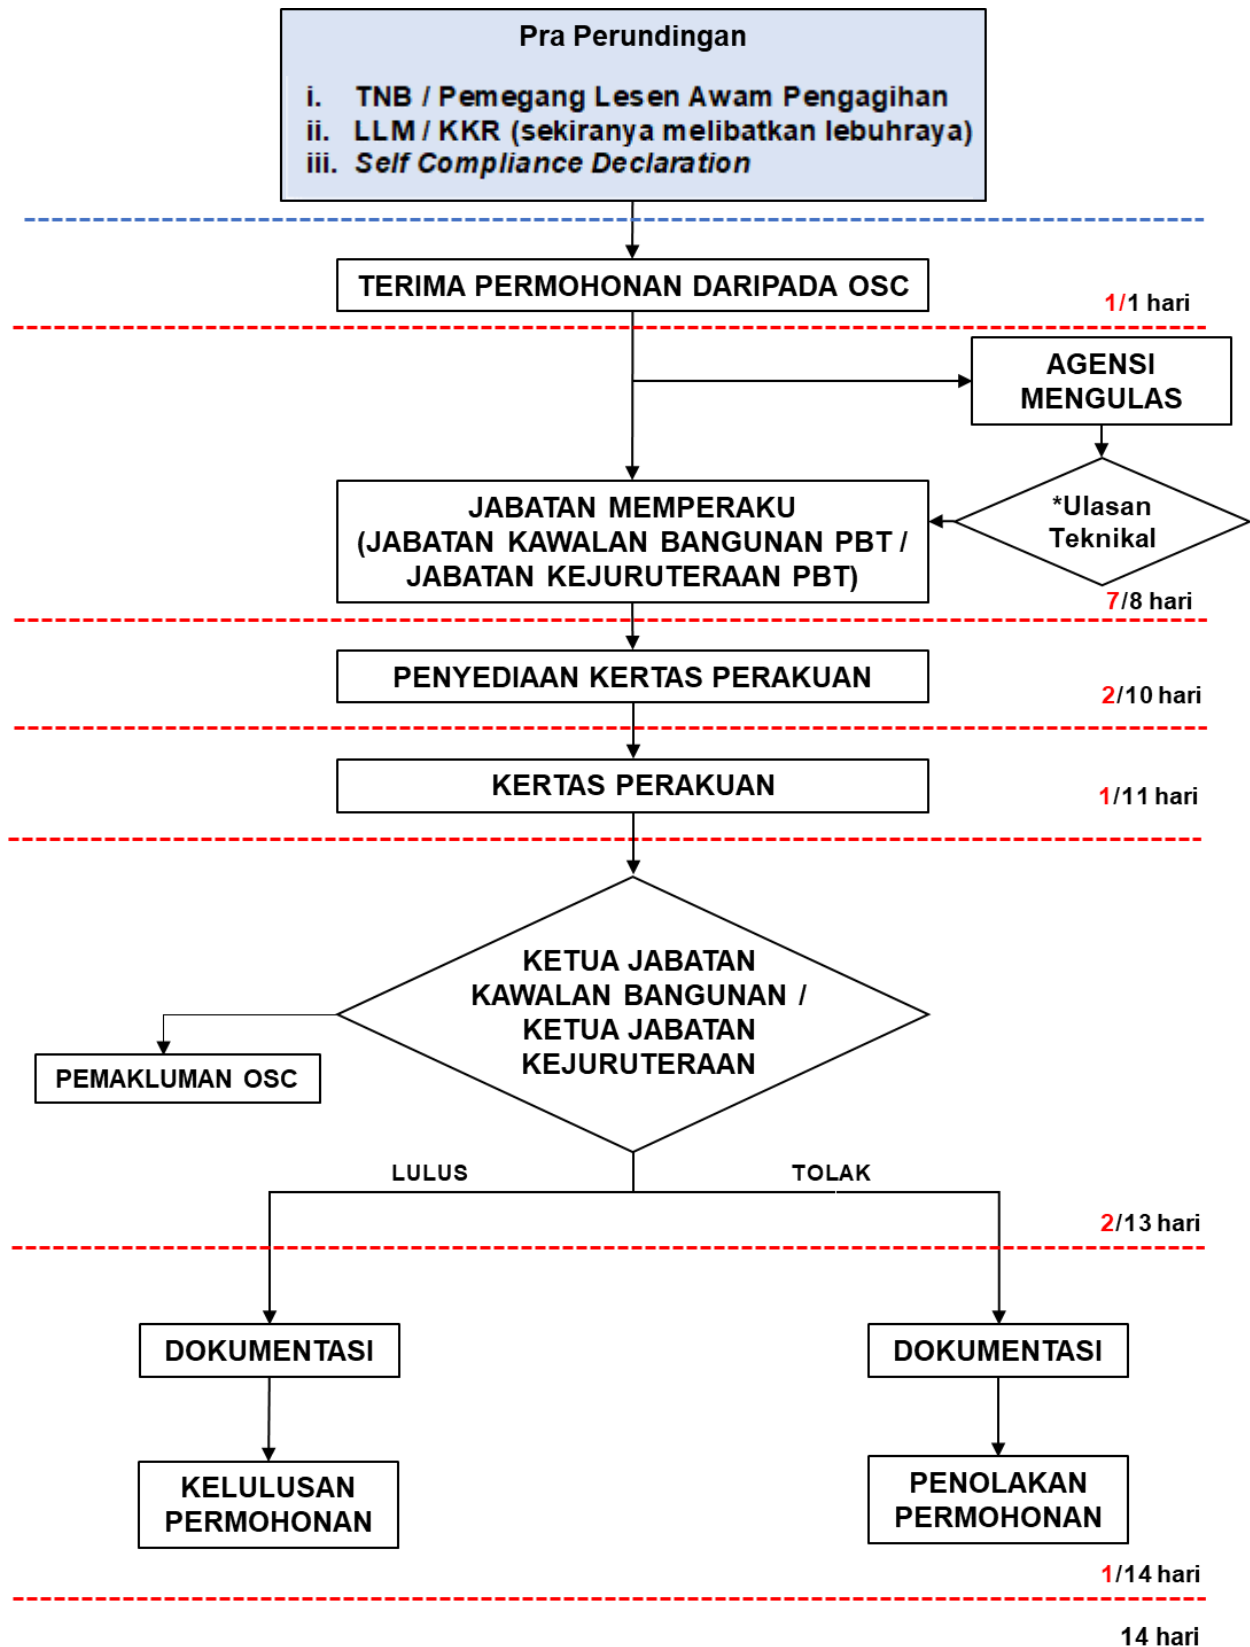 Pra Perundingan
i. TNB / Pemegang Lesen Awam Pengagihan
ii. LLM / KKR (sekiranya melibatkan lebuhraya)
iii. Self Compliance Declaration
TERIMA PERMOHONAN DARIPADA OSC
1/1 hari
AGENSI
MENGULAS
*Ulasan
Teknikal
JABATAN MEMPERAKU
(JABATAN KAWALAN BANGUNAN PBT /
JABATAN KEJURUTERAAN PBT)
7/8 hari
PENYEDIAAN KERTAS PERAKUAN
2/10 hari
KERTAS PERAKUAN
1/11 hari
KETUA JABATAN
KAWALAN BANGUNAN /
KETUA JABATAN
KEJURUTERAAN
PEMAKLUMAN OSC
LULUS
TOLAK
2/13 hari
DOKUMENTASI
DOKUMENTASI
KELULUSAN
PERMOHONAN
PENOLAKAN
PERMOHONAN
1/14 hari
14 hari